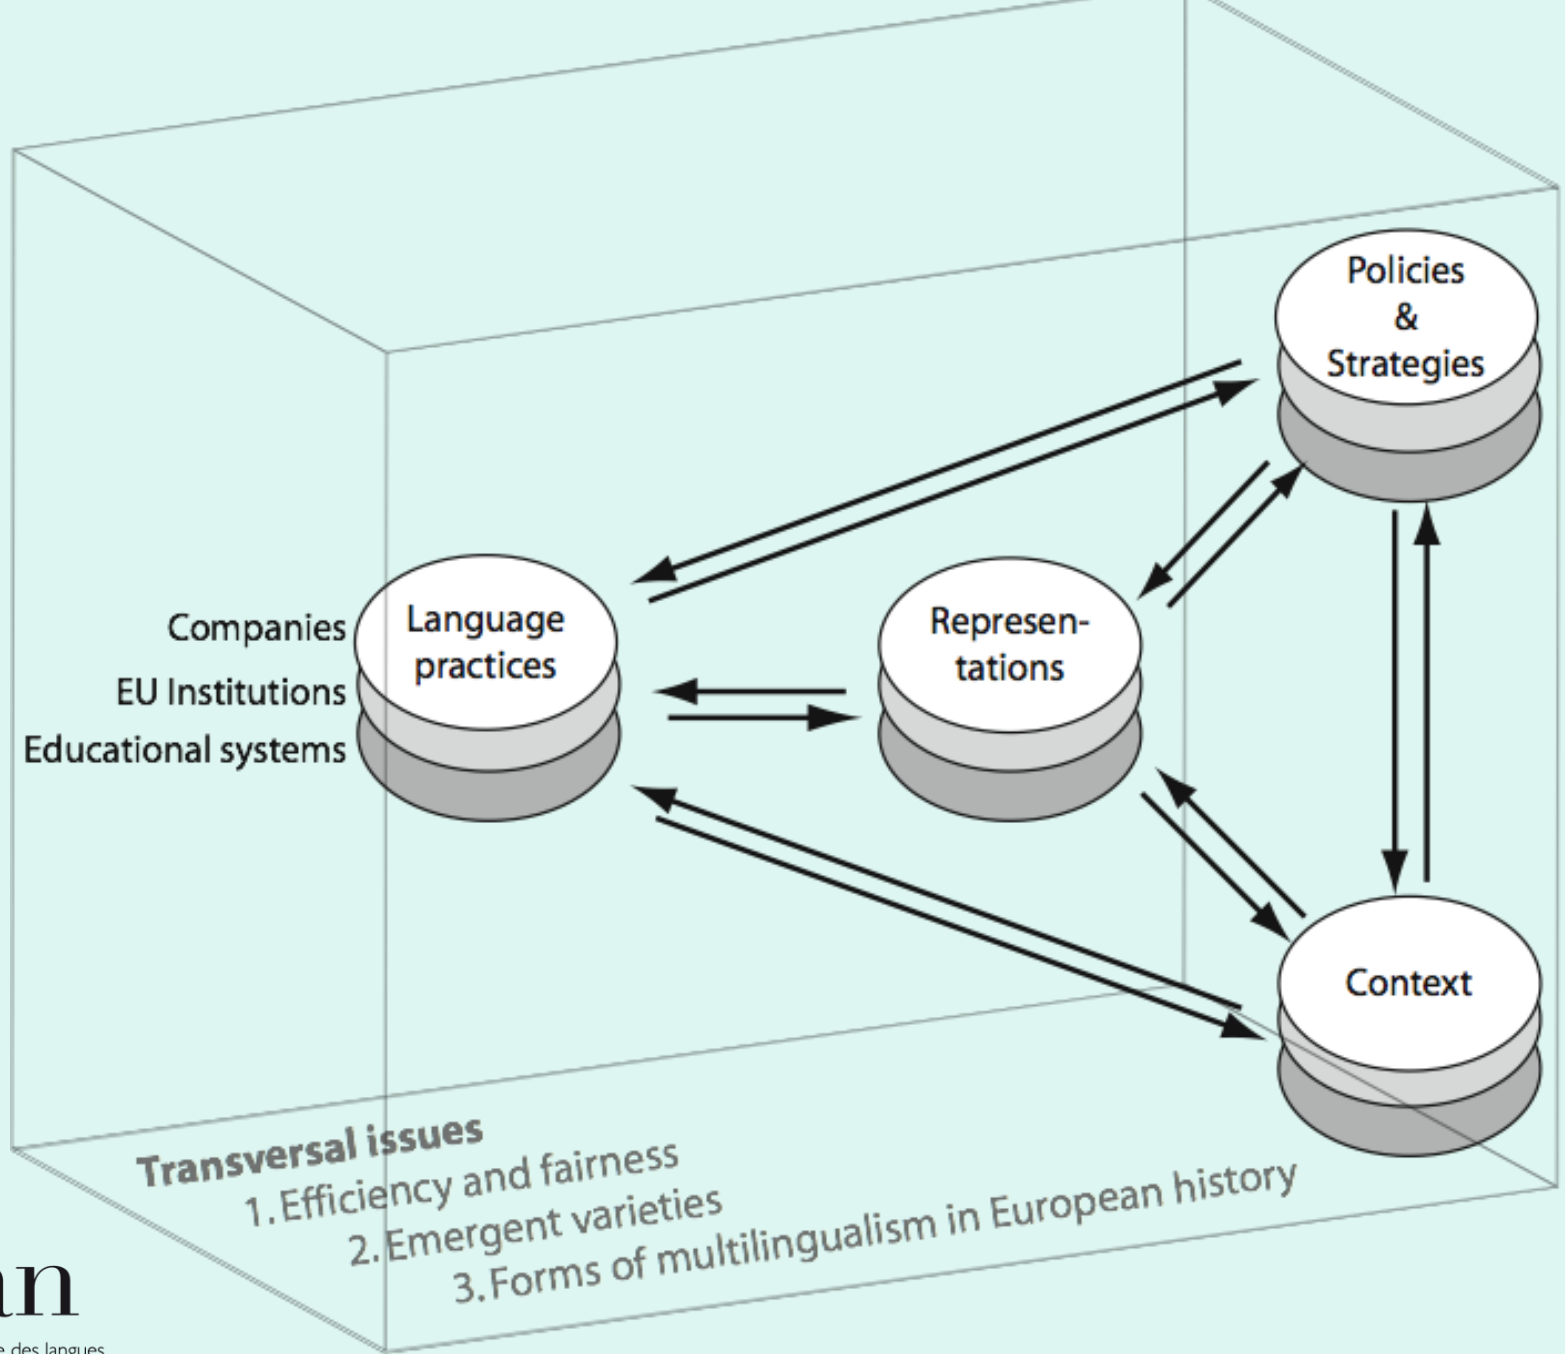 Policies
&
Strategies
Companies
EU Institutions
Educational systems
Language
practices
Represen-
tations
Context
Transversal issues
1. Efficiency and fairness
2. Emergent varieties
3. Forms of multilingualism in European history
an
e des langues